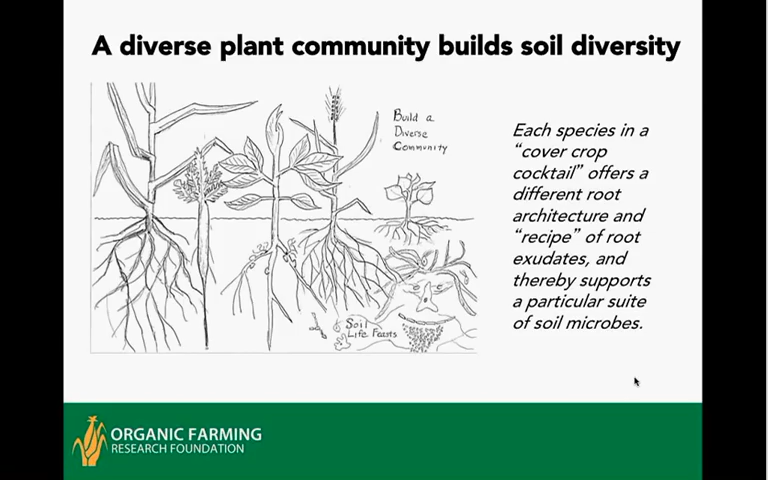 A diverse plant community builds soil diversity
Build a
Diverse
Community
Soil
Life Feasts
Each species in a
“cover crop
cocktail” offers a
different root
architecture and
“recipe” of root
exudates, and
thereby supports
a particular suite
of soil microbes.
ORGANIC FARMING
RESEARCH FOUNDATION